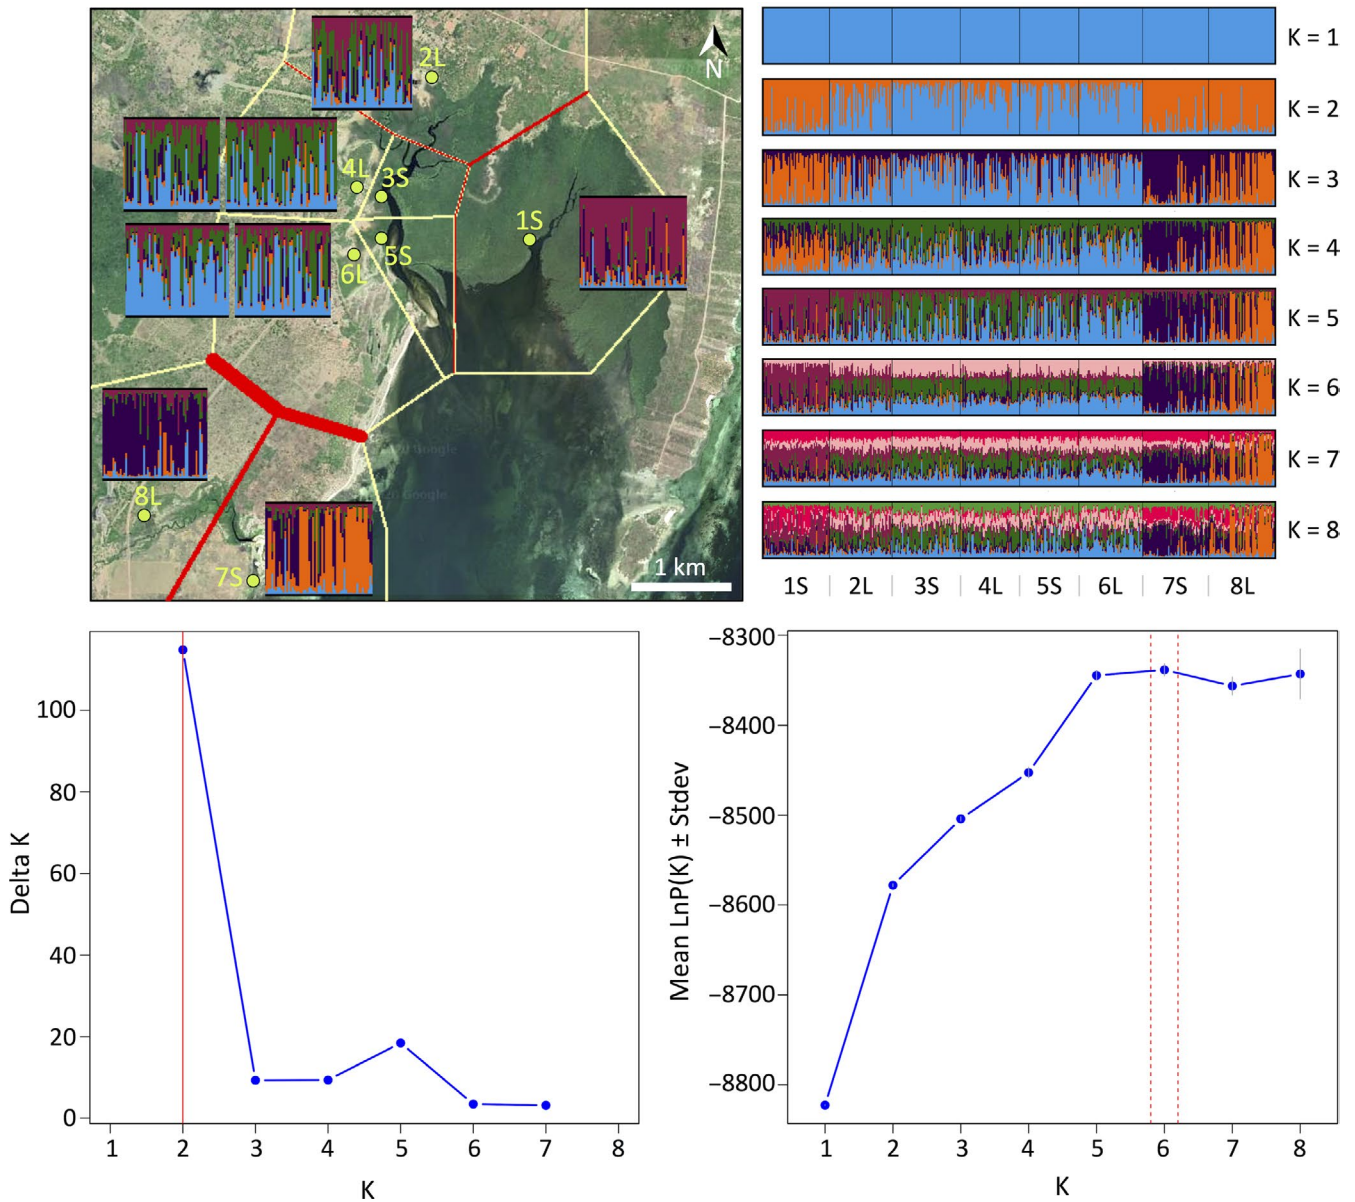 2L
N
4L
3S
1S
5S
6L
8L
7S
Google
Google
1 km
K = 1
K = 2
K = 3
K = 4
K = 5
K = 6
K = 7
K = 8
1S 2L 3S 4L 5S 6L 7S 8L
Delta K
100
80
60
40
20
0
1 2 3 4 5 6 7 8
K
Mean LnP(K) ± Stdev
−8300
−8400
−8500
−8600
−8700
−8800
1 2 3 4 5 6 7 8
K